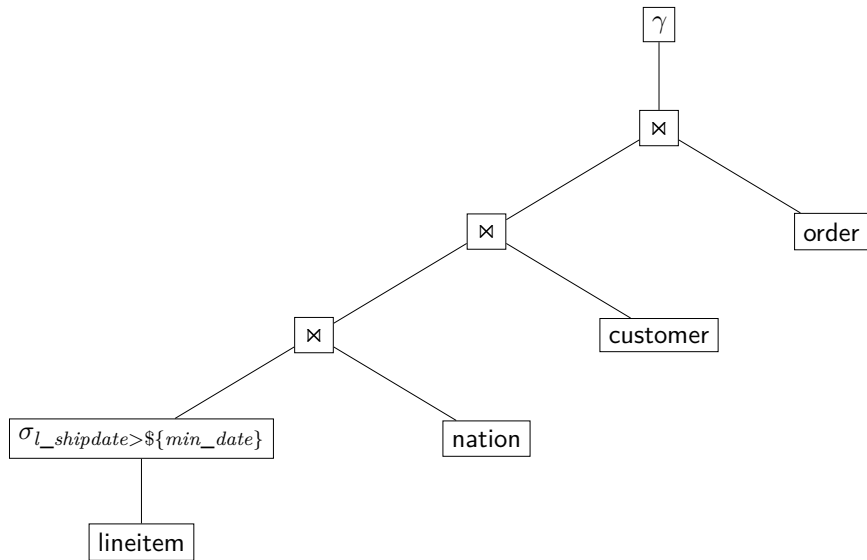 γ
⋈
⋈
order
⋈
customer
σ_{l_shipdate>${min_date}}
nation
lineitem